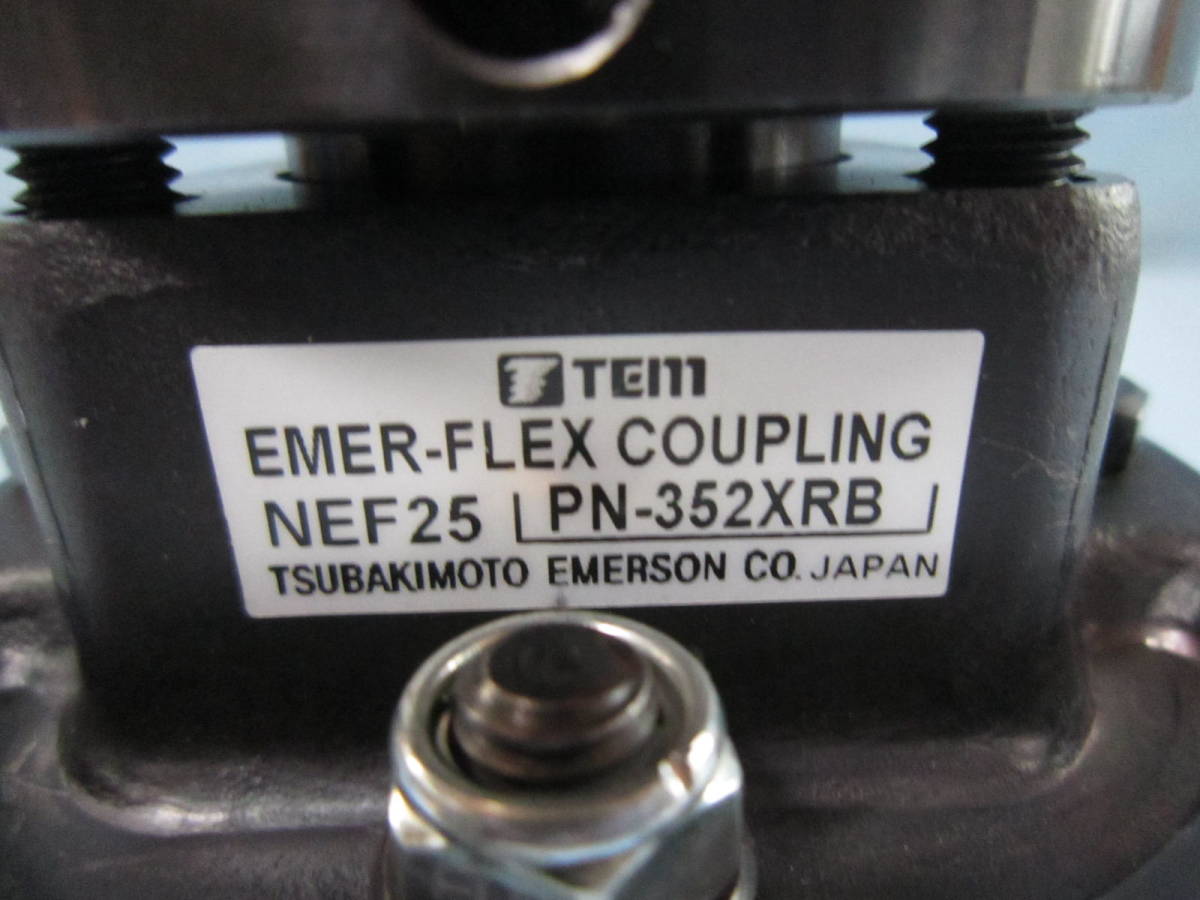 TEM
EMER-FLEX COUPLING
NEF25 PN-352XRB
TSUBAKIMOTO EMERSON CO. JAPAN